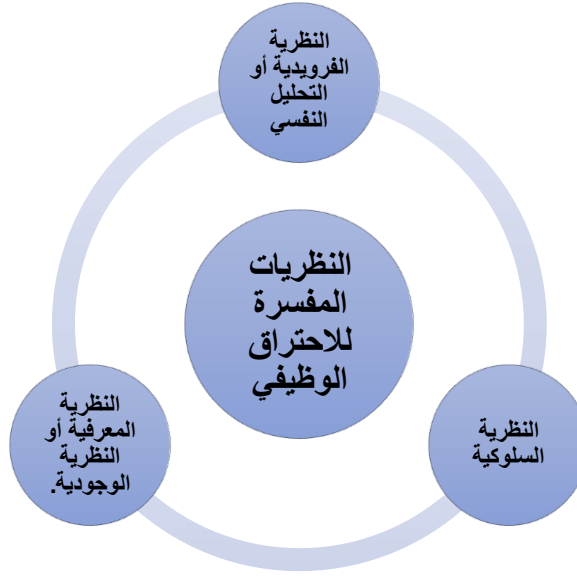 النظرية
الفرويدية أو
التحليل
النفسي
النظريات
المفسرة
للاحتراق
الوظيفي
النظرية
السلوكية
النظرية
المعرفية أو
النظرية
الوجودية.